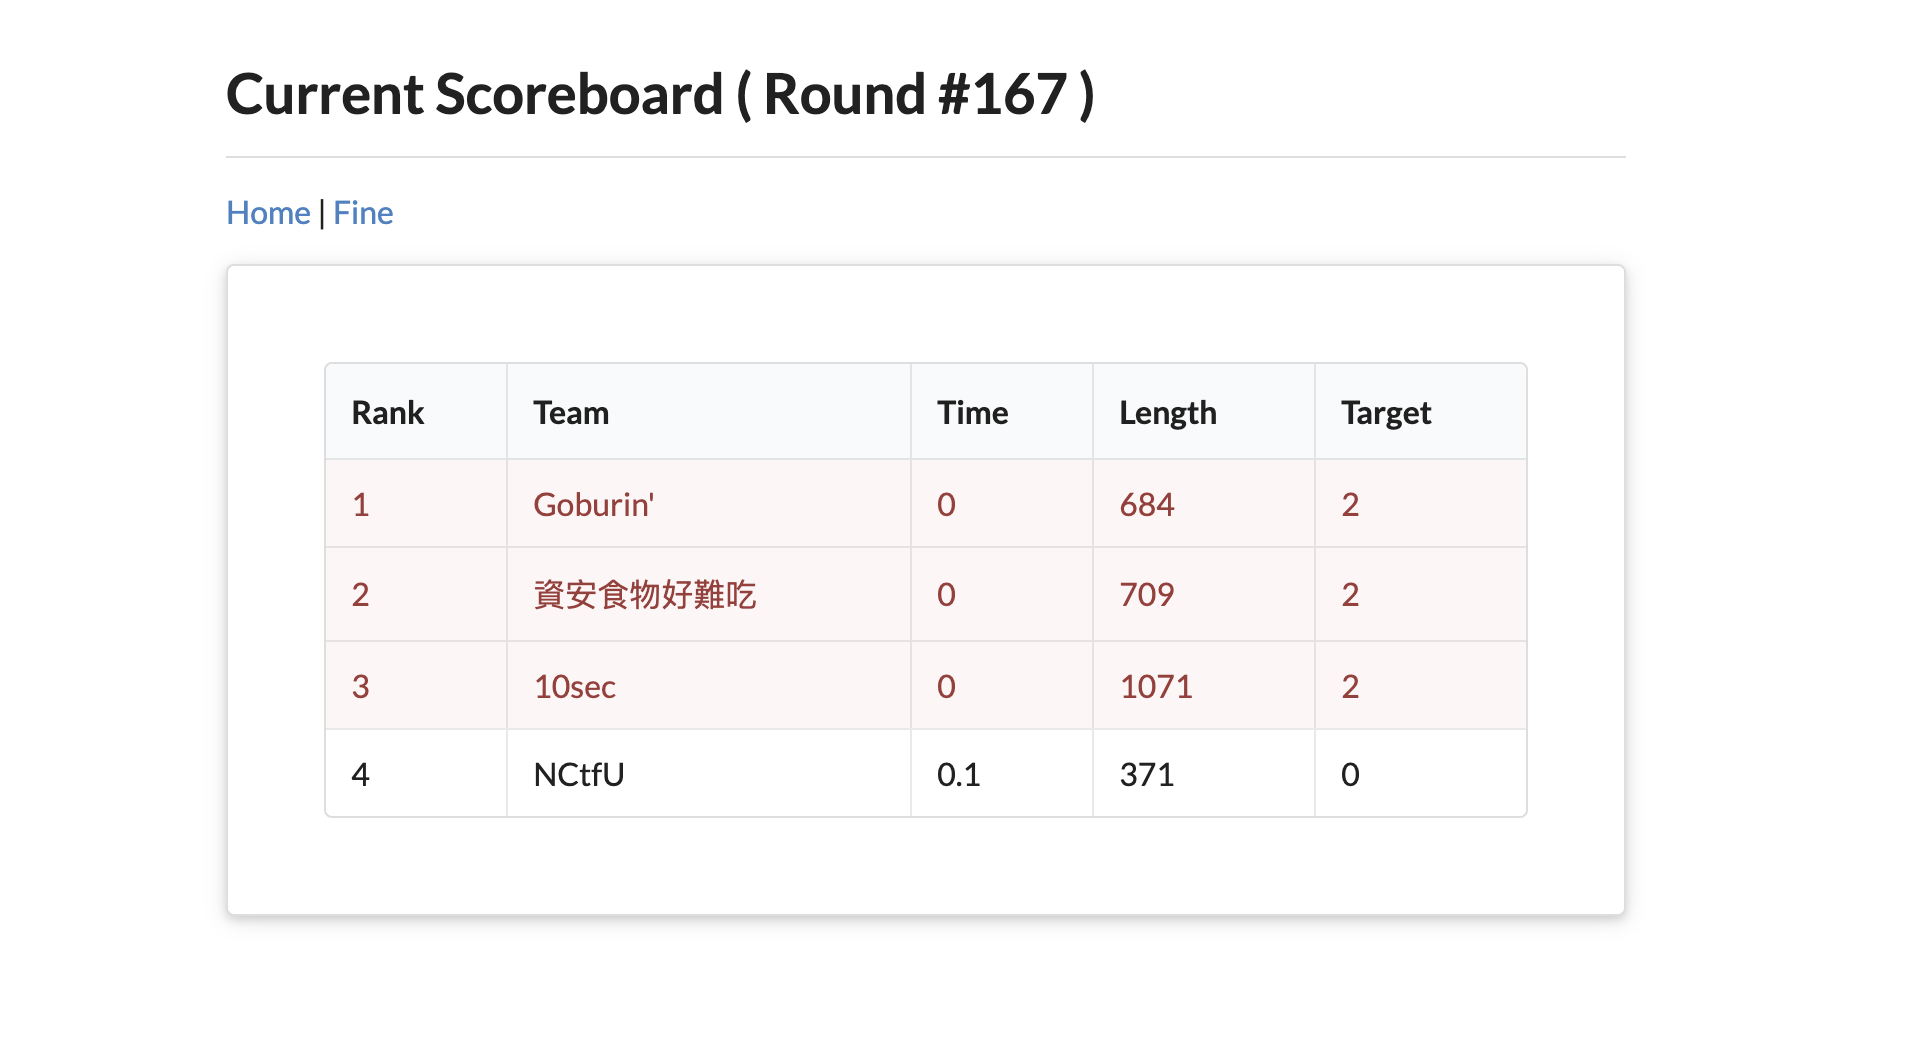 Current Scoreboard ( Round #167 )
Home | Fine
Rank Team Time Length Target
1 Goburin' 0 684 2
2 資安食物好難吃 0 709 2
3 10sec 0 1071 2
4 NCtfU 0.1 371 0